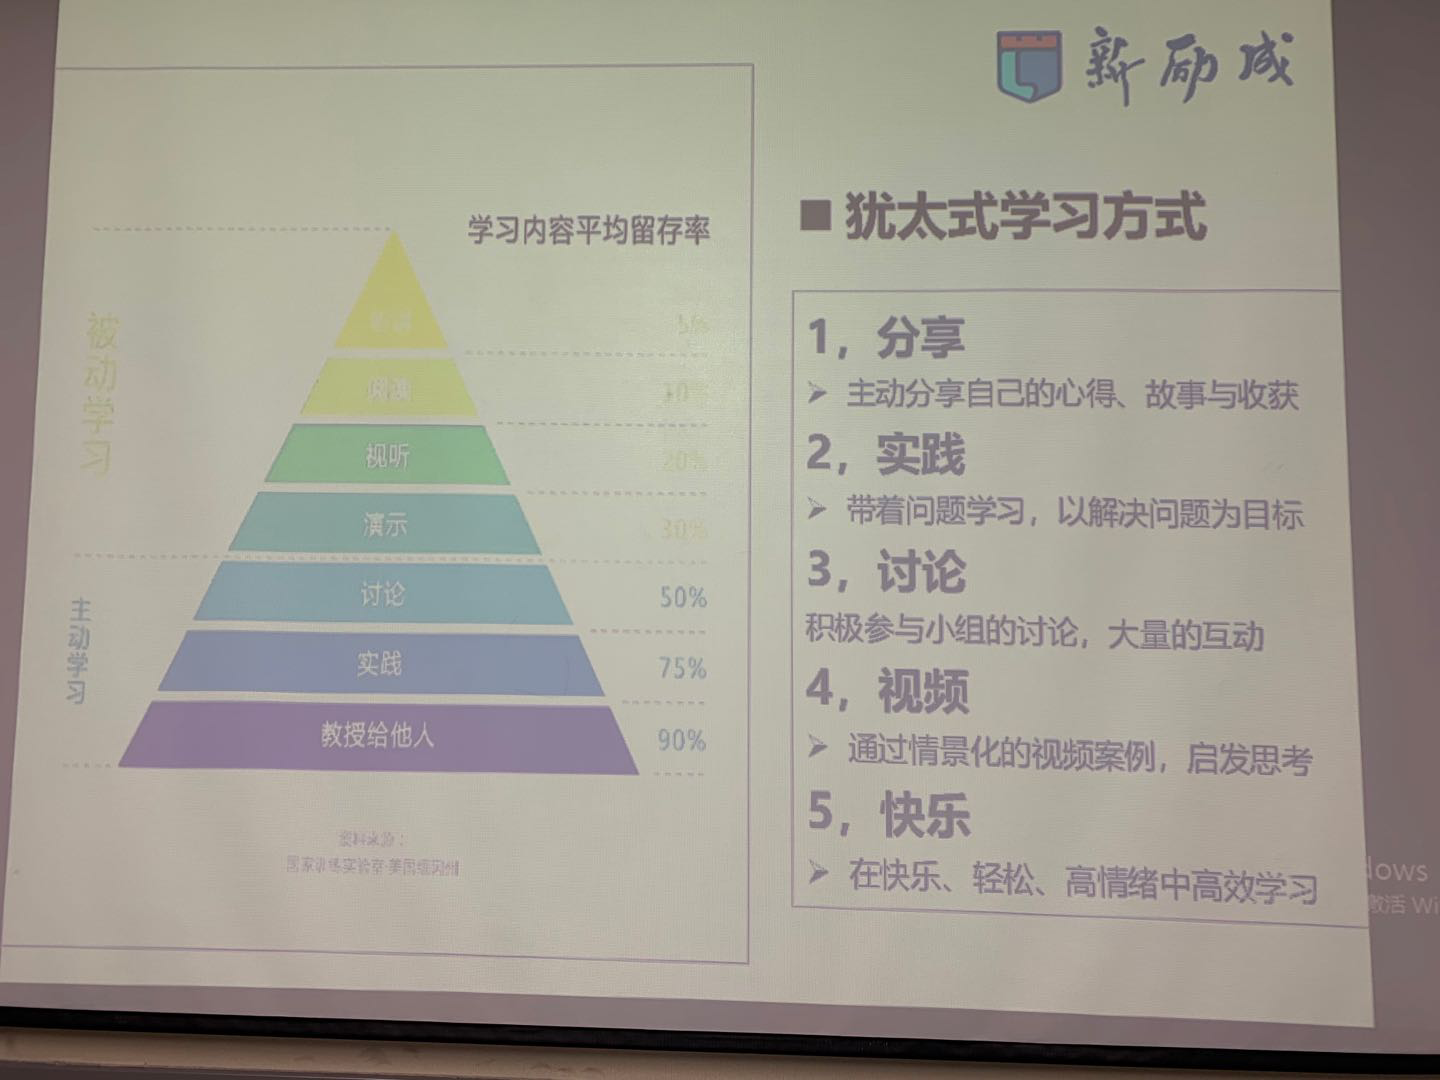 新励成
学习内容平均留存率
被动学习
5%
阅读
10%
视听
20%
演示
30%
主动学习
讨论
50%
实践
75%
教授给他人
90%
资料来源：
国家训练实验室·美国缅因州
■ 犹太式学习方式
1，分享
➢ 主动分享自己的心得、故事与收获
2，实践
➢ 带着问题学习，以解决问题为目标
3，讨论
积极参与小组的讨论，大量的互动
4，视频
➢ 通过情景化的视频案例，启发思考
5，快乐
➢ 在快乐、轻松、高情绪中高效学习
dows
激活 Wi